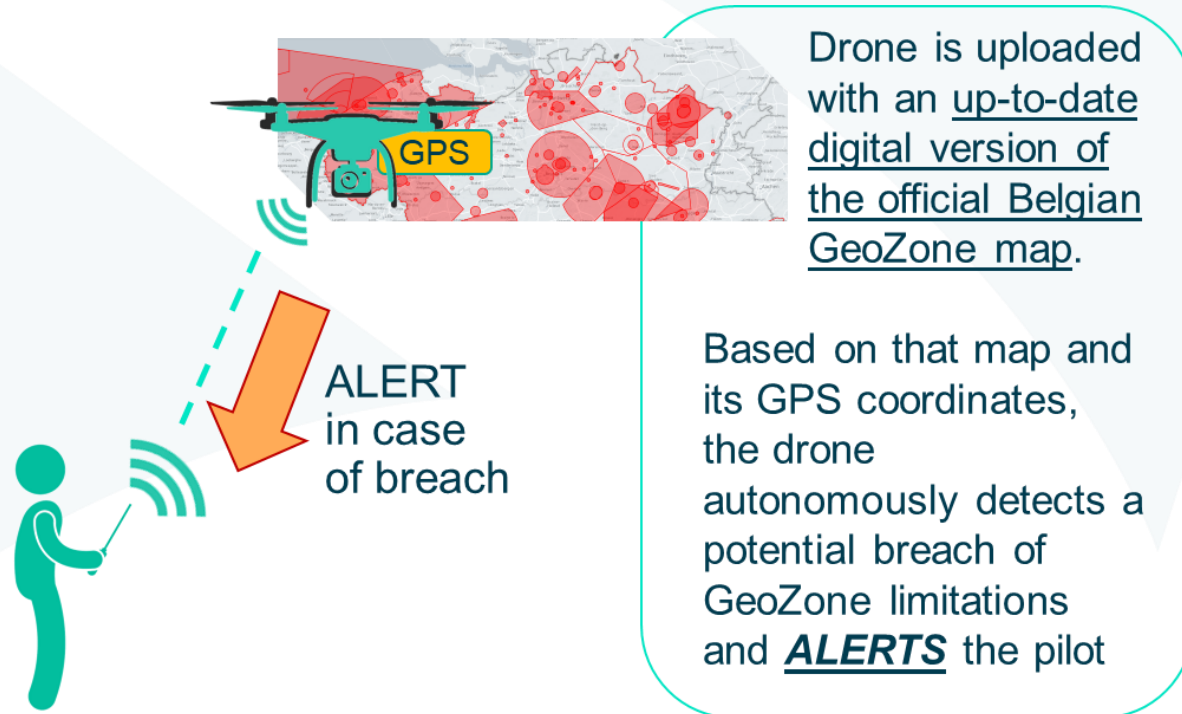 GPS
Drone is uploaded
with an up-to-date
digital version of
the official Belgian
GeoZone map.
ALERT
in case
of breach
Based on that map and
its GPS coordinates,
the drone
autonomously detects a
potential breach of
GeoZone limitations
and ALERTS the pilot